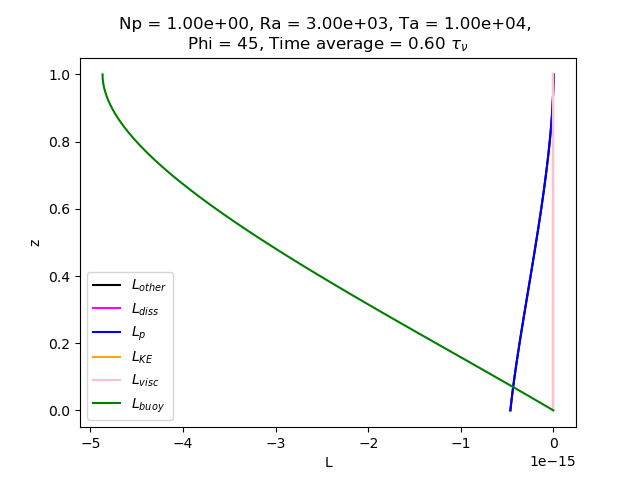 Np = 1.00e+00, Ra = 3.00e+03, Ta = 1.00e+04,
Phi = 45, Time average = 0.60 τ_ν
1.0
0.8
0.6
0.4
0.2
0.0
z
L_other
L_diss
L_p
L_KE
L_visc
L_buoy
−5
−4
−3
−2
−1
0
1e−15
L